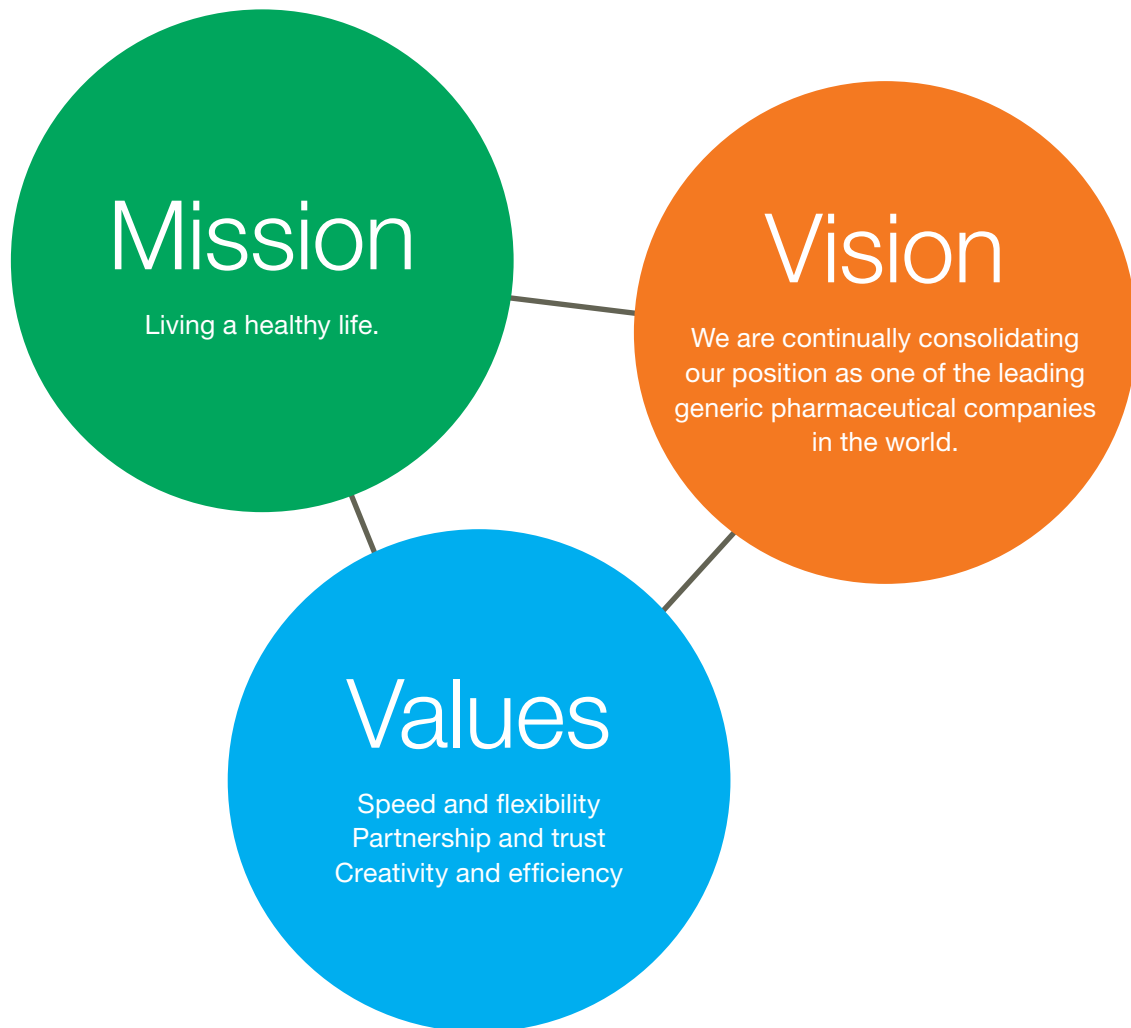 Mission
Living a healthy life.
Vision
We are continually consolidating
our position as one of the leading
generic pharmaceutical companies
in the world.
Values
Speed and flexibility
Partnership and trust
Creativity and efficiency